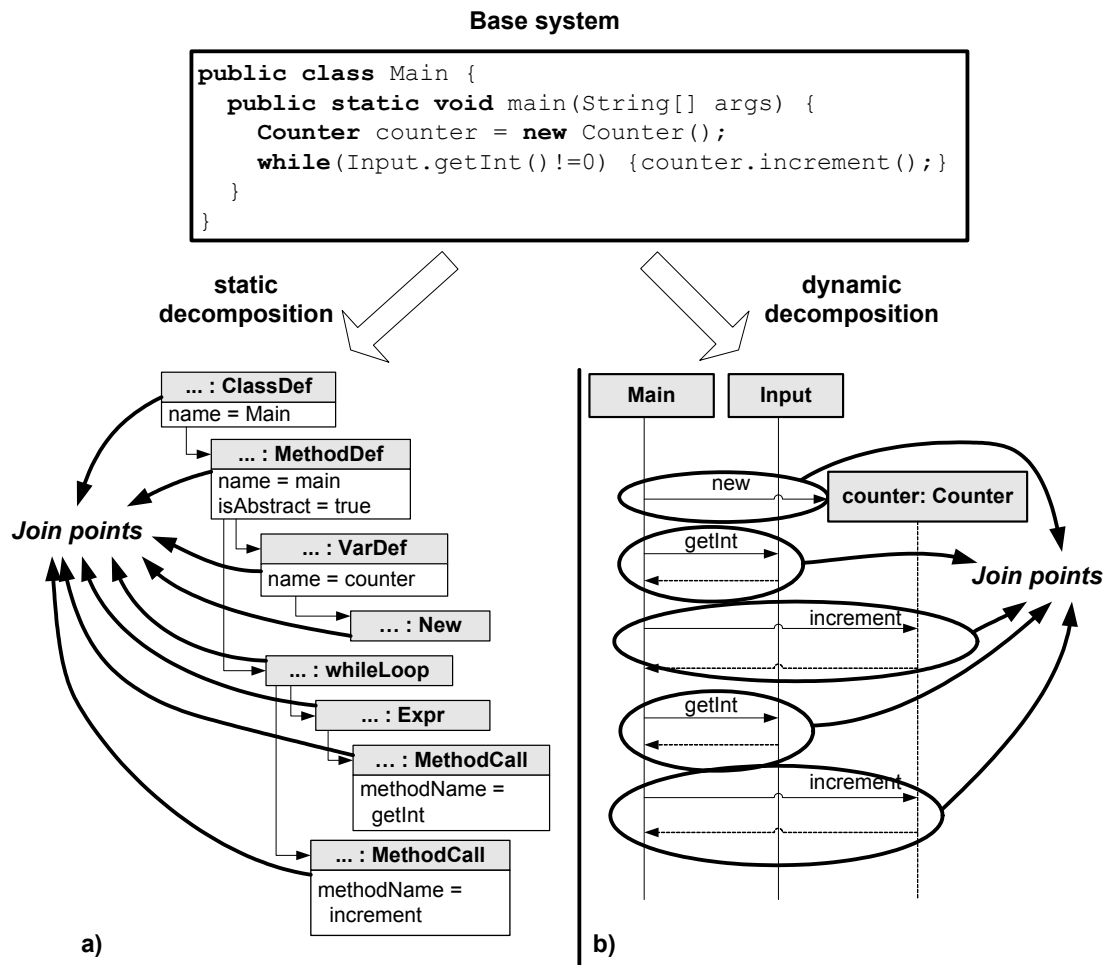 Base system
public class Main {
public static void main(String[] args) {
Counter counter = new Counter();
while(Input.getInt()!=0) {counter.increment();}
}
}
static
decomposition
dynamic
decomposition
... : ClassDef
name = Main
... : MethodDef
name = main
isAbstract = true
Join points
... : VarDef
name = counter
... : New
... : whileLoop
... : Expr
... : MethodCall
methodName =
getInt
... : MethodCall
methodName =
increment
a)
Main
Input
new
counter: Counter
getInt
Join points
increment
getInt
increment
b)